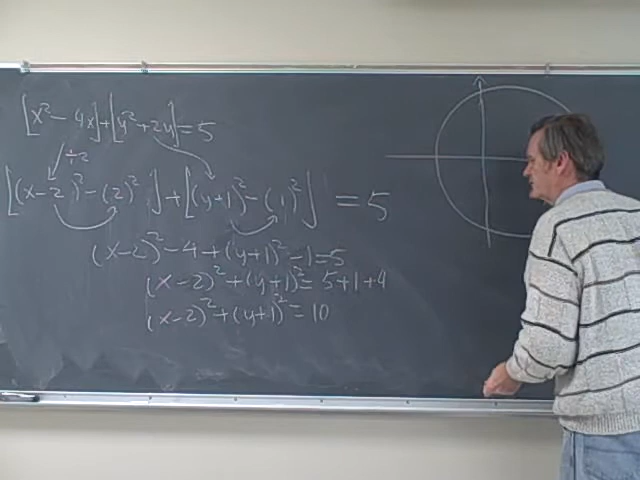 [x² - 4x] + [y² + 2y] = 5
÷2
[(x-2)² - (2)²] + [(y+1)² - (1)²] = 5
(x-2)² - 4 + (y+1)² - 1 = 5
(x-2)² + (y+1)² = 5+1+4
(x-2)² + (y+1)² = 10